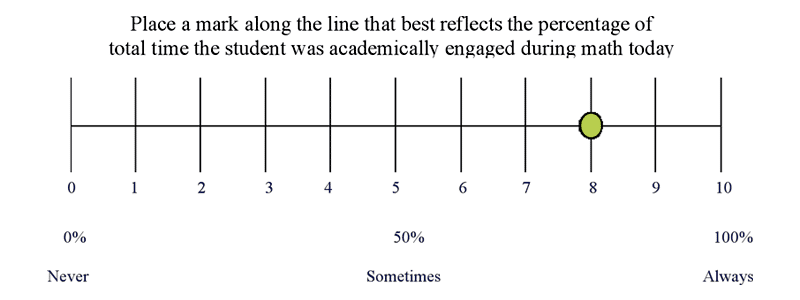 Place a mark along the line that best reflects the percentage of
total time the student was academically engaged during math today
0 1 2 3 4 5 6 7 8 9 10
0% 50% 100%
Never Sometimes Always